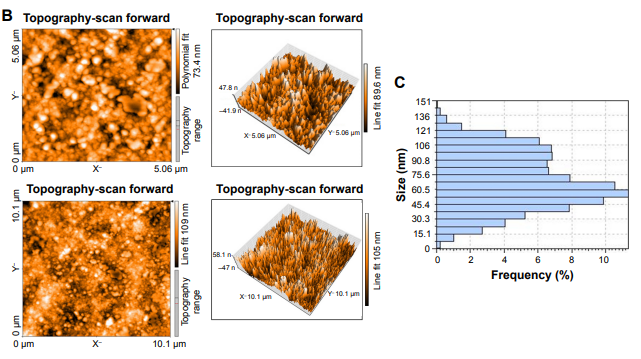 B
Topography-scan forward
5.06 µm
Y⁻
0 µm
0 µm
X⁻
5.06 µm
Polynomial fit
73.4 nm
Topography
range
Topography-scan forward
47.8 n
−41.9 n
X⁻5.06 µm
Y⁻5.06 µm
Line fit 89.6 nm
Topography-scan forward
10.1 µm
Y⁻
0 µm
0 µm
X⁻
10.1 µm
Line fit 109 nm
Topography
range
Topography-scan forward
58.1 n
−47 n
X⁻10.1 µm
Y⁻10.1 µm
Line fit 105 nm
C
Size (nm)
151
136
121
106
90.8
75.6
60.5
45.4
30.3
15.1
0
0 2 4 6 8 10
Frequency (%)